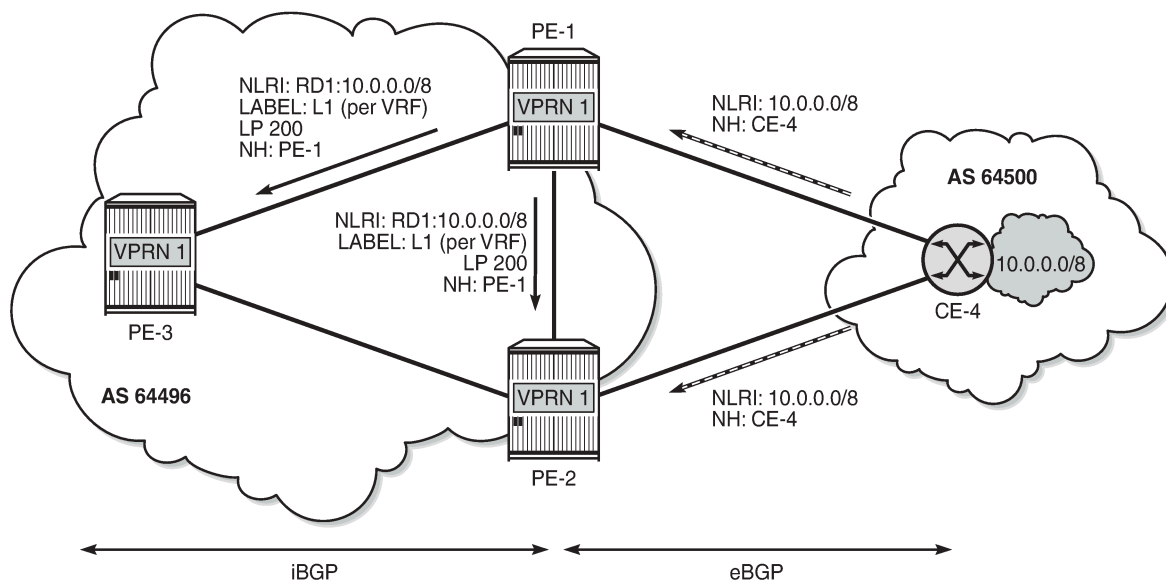 PE-1
VPRN 1
NLRI: RD1:10.0.0.0/8
LABEL: L1 (per VRF)
LP 200
NH: PE-1
NLRI: 10.0.0.0/8
NH: CE-4
AS 64500
10.0.0.0/8
CE-4
NLRI: RD1:10.0.0.0/8
LABEL: L1 (per VRF)
LP 200
NH: PE-1
VPRN 1
PE-3
AS 64496
VPRN 1
PE-2
NLRI: 10.0.0.0/8
NH: CE-4
iBGP
eBGP